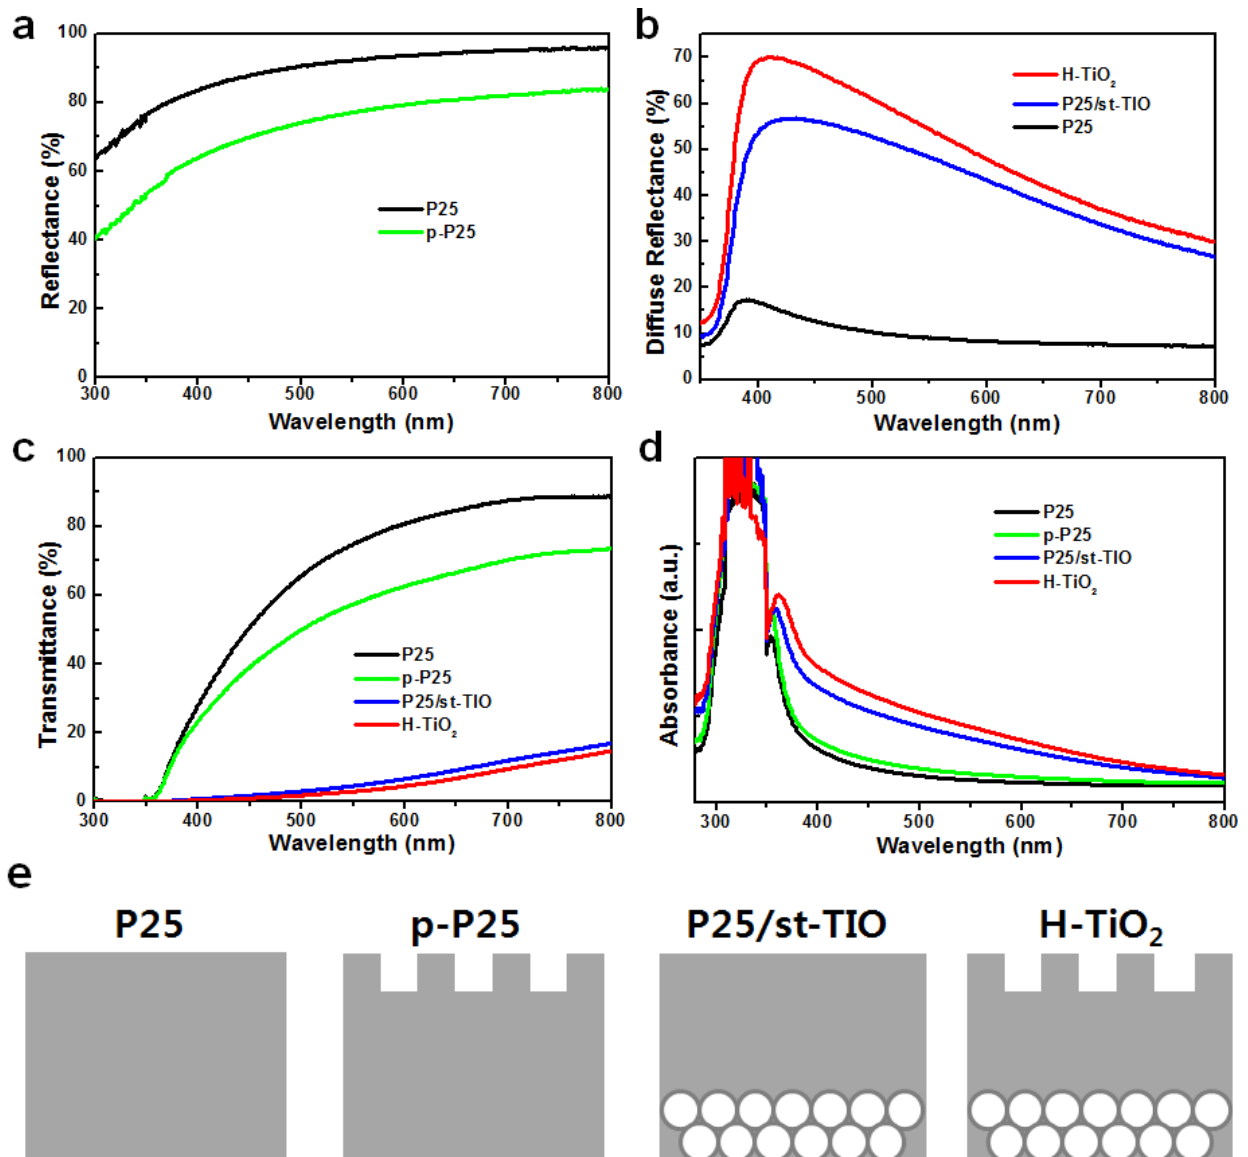 a
100
80
60
40
20
0
Reflectance (%)
P25
p-P25
300 400 500 600 700 800
Wavelength (nm)
b
70
60
50
40
30
20
10
0
Diffuse Reflectance (%)
H-TiO₂
P25/st-TIO
P25
400 500 600 700 800
Wavelength (nm)
c
100
80
60
40
20
0
Transmittance (%)
P25
p-P25
P25/st-TIO
H-TiO₂
300 400 500 600 700 800
Wavelength (nm)
d
Absorbance (a.u.)
P25
p-P25
P25/st-TIO
H-TiO₂
300 400 500 600 700 800
Wavelength (nm)
e
P25 p-P25 P25/st-TIO H-TiO₂